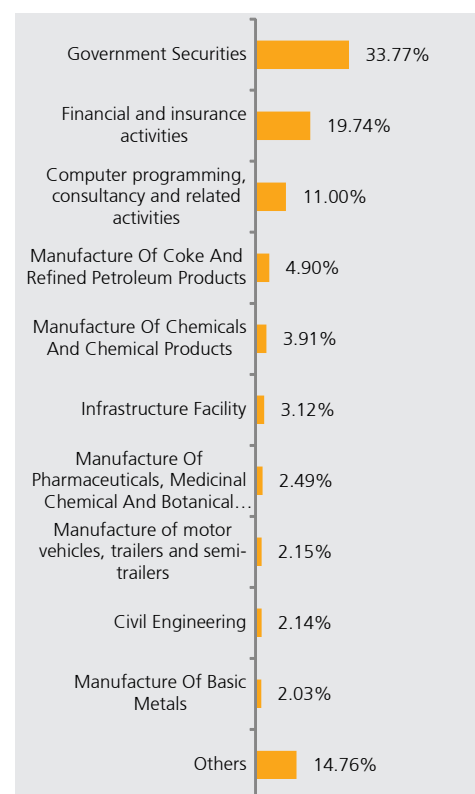 Government Securities 33.77%
Financial and insurance
activities 19.74%
Computer programming,
consultancy and related
activities 11.00%
Manufacture Of Coke And
Refined Petroleum Products 4.90%
Manufacture Of Chemicals
And Chemical Products 3.91%
Infrastructure Facility 3.12%
Manufacture Of
Pharmaceuticals, Medicinal
Chemical And Botanical… 2.49%
Manufacture of motor
vehicles, trailers and semi-
trailers 2.15%
Civil Engineering 2.14%
Manufacture Of Basic
Metals 2.03%
Others 14.76%